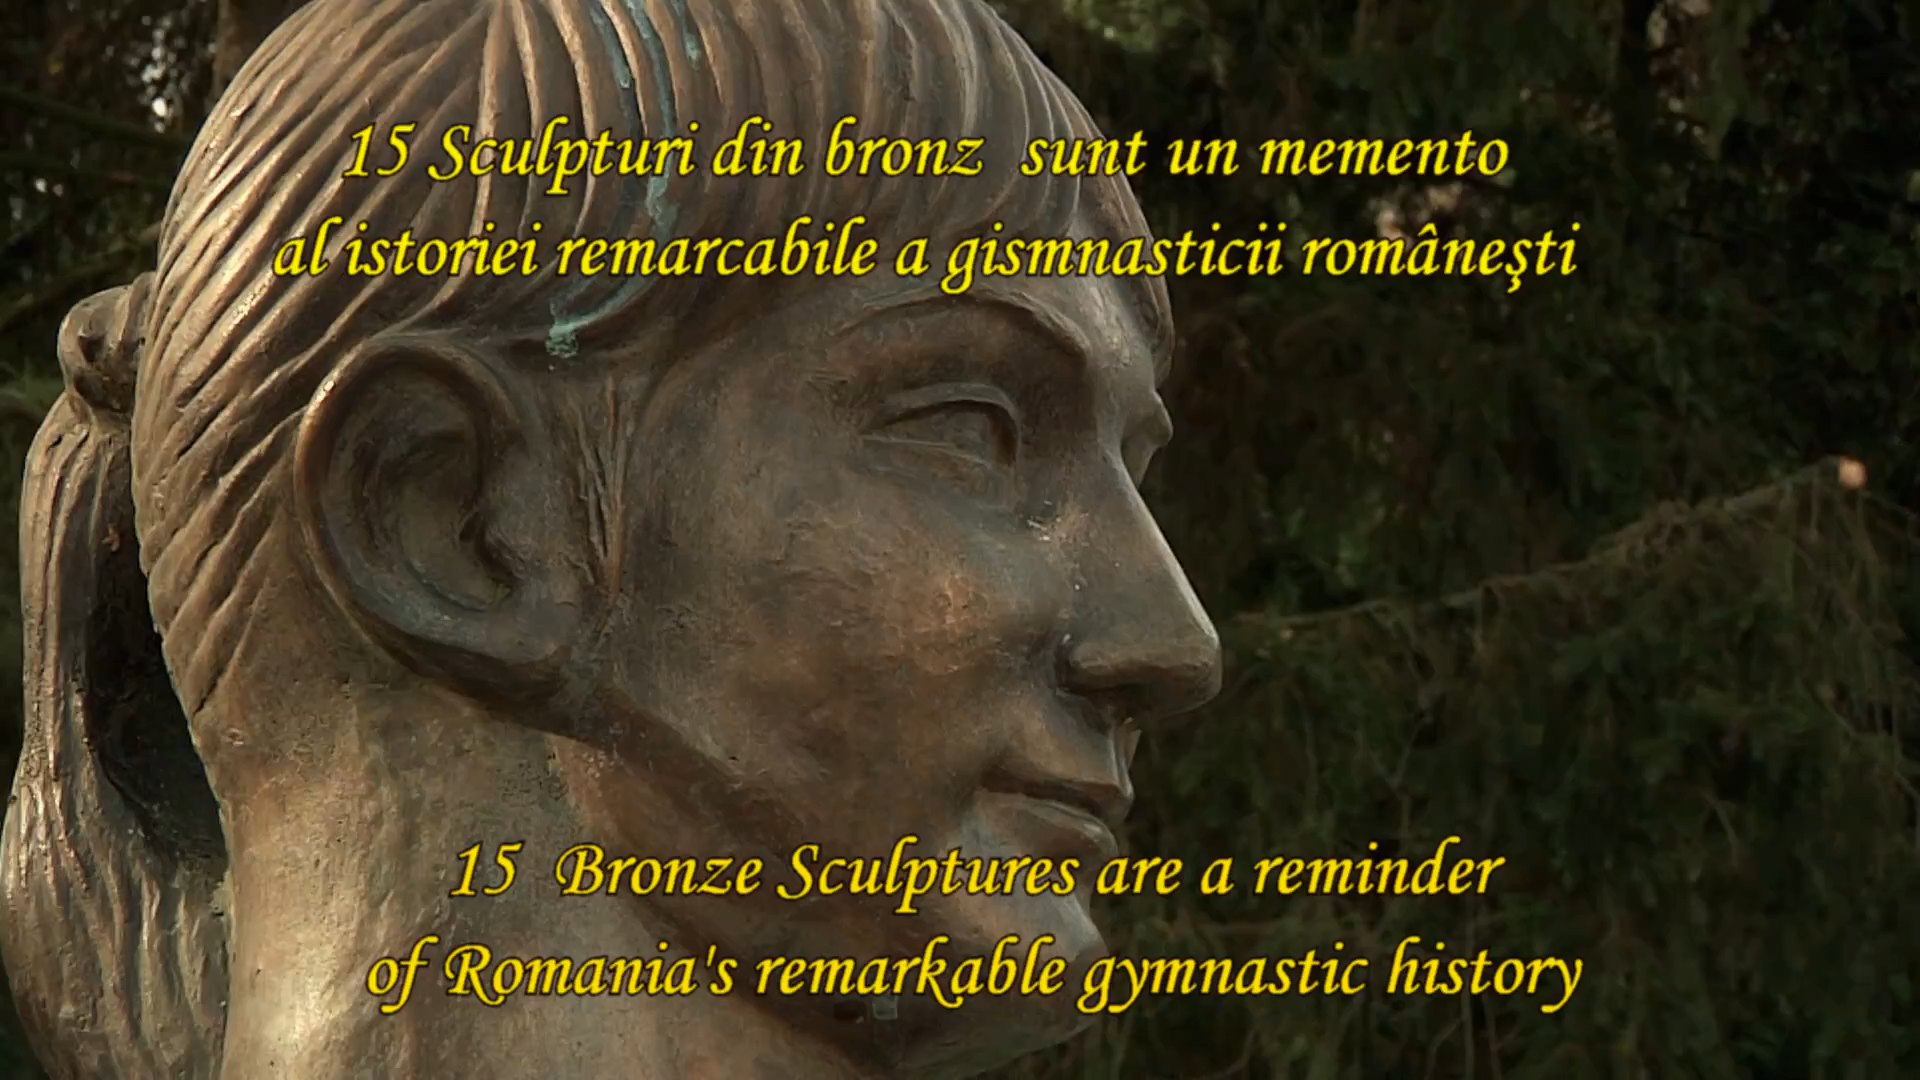 15 Sculpturi din bronz sunt un memento
al istoriei remarcabile a gismnasticii româneşti
15 Bronze Sculptures are a reminder
of Romania's remarkable gymnastic history